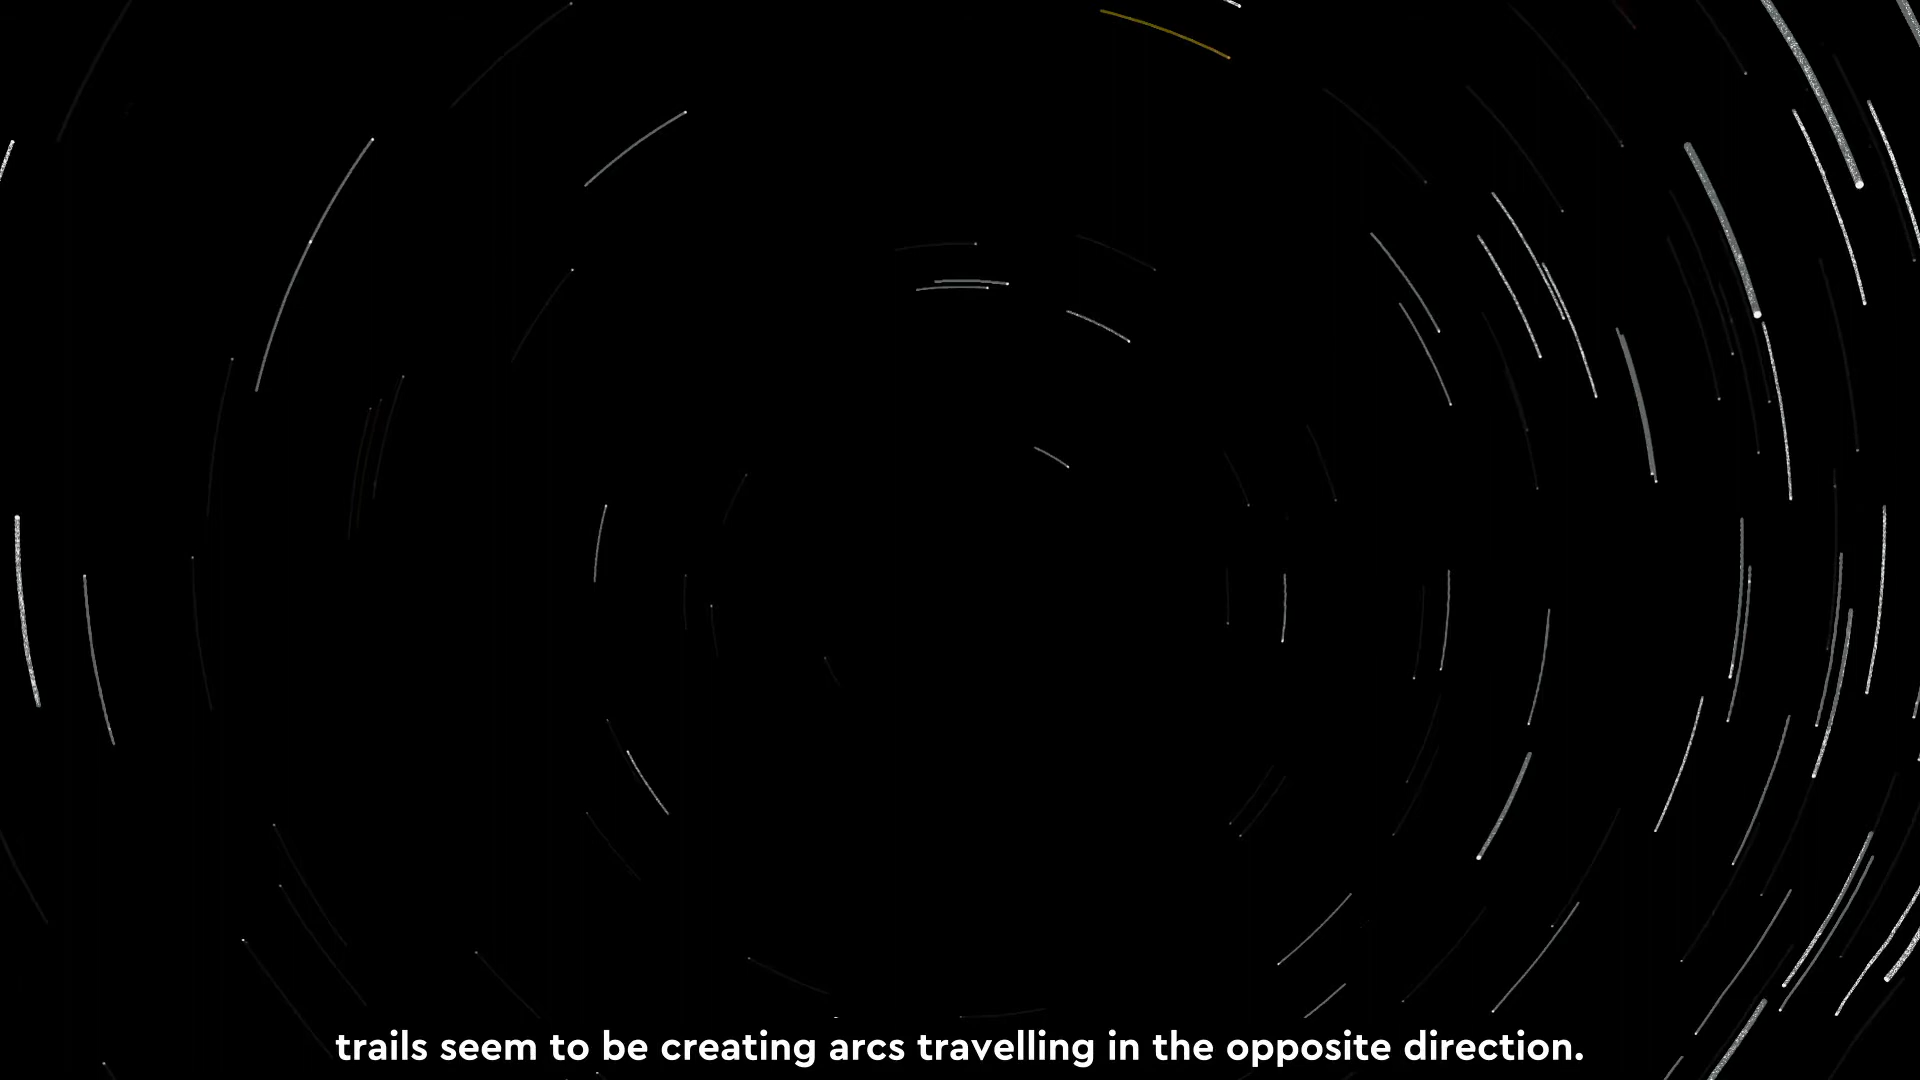 trails seem to be creating arcs travelling in the opposite direction.